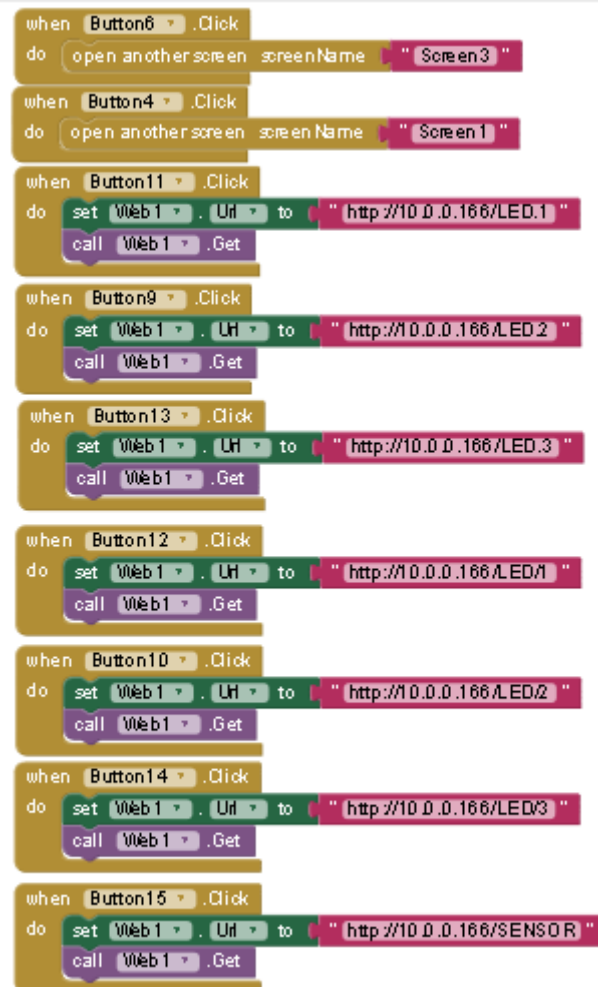 when Button6 .Click
do open another screen screenName " Screen3 "
when Button4 .Click
do open another screen screenName " Screen1 "
when Button11 .Click
do set Web1 . Url to " http://10.0.0.166/LED.1 "
call Web1 .Get
when Button9 .Click
do set Web1 . Url to " http://10.0.0.166/LED.2 "
call Web1 .Get
when Button13 .Click
do set Web1 . Url to " http://10.0.0.166/LED.3 "
call Web1 .Get
when Button12 .Click
do set Web1 . Url to " http://10.0.0.166/LED/1 "
call Web1 .Get
when Button10 .Click
do set Web1 . Url to " http://10.0.0.166/LED/2 "
call Web1 .Get
when Button14 .Click
do set Web1 . Url to " http://10.0.0.166/LED/3 "
call Web1 .Get
when Button15 .Click
do set Web1 . Url to " http://10.0.0.166/SENSOR "
call Web1 .Get